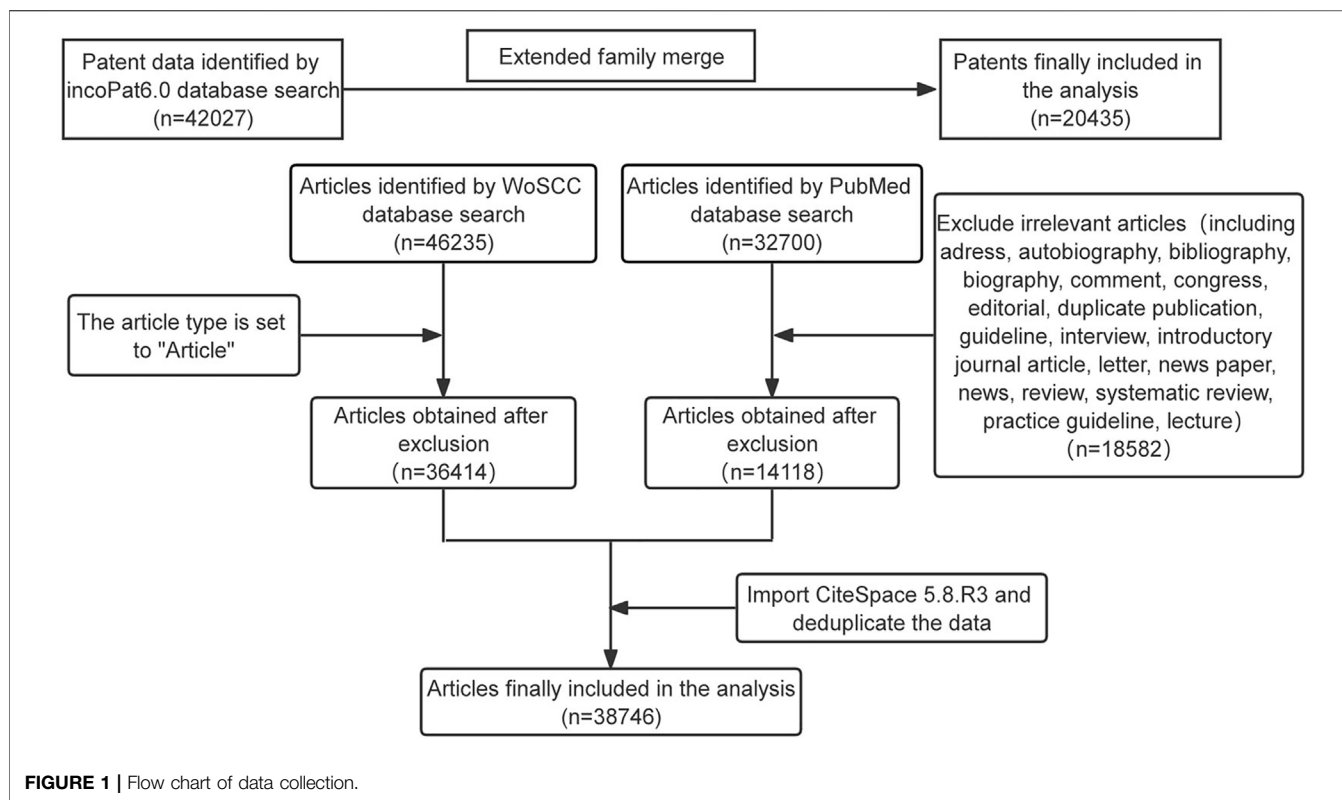 Patent data identified by
incoPat6.0 database search
(n=42027)
Extended family merge
Patents finally included in
the analysis
(n=20435)
Articles identified by WoSCC
database search
(n=46235)
Articles identified by PubMed
database search
(n=32700)
Exclude irrelevant articles（including
adress, autobiography, bibliography,
biography, comment, congress,
editorial, duplicate publication,
guideline, interview, introductory
journal article, letter, news paper,
news, review, systematic review,
practice guideline, lecture）
（n=18582）
The article type is set
to "Article"
Articles obtained after
exclusion
(n=36414)
Articles obtained after
exclusion
(n=14118)
Import CiteSpace 5.8.R3 and
deduplicate the data
Articles finally included in the analysis
(n=38746)
FIGURE 1 | Flow chart of data collection.